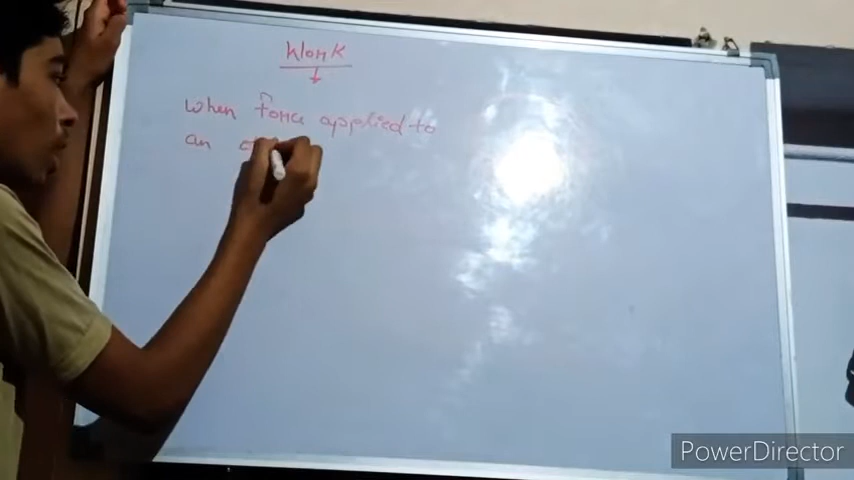 Work
When force applied to
an
PowerDirector